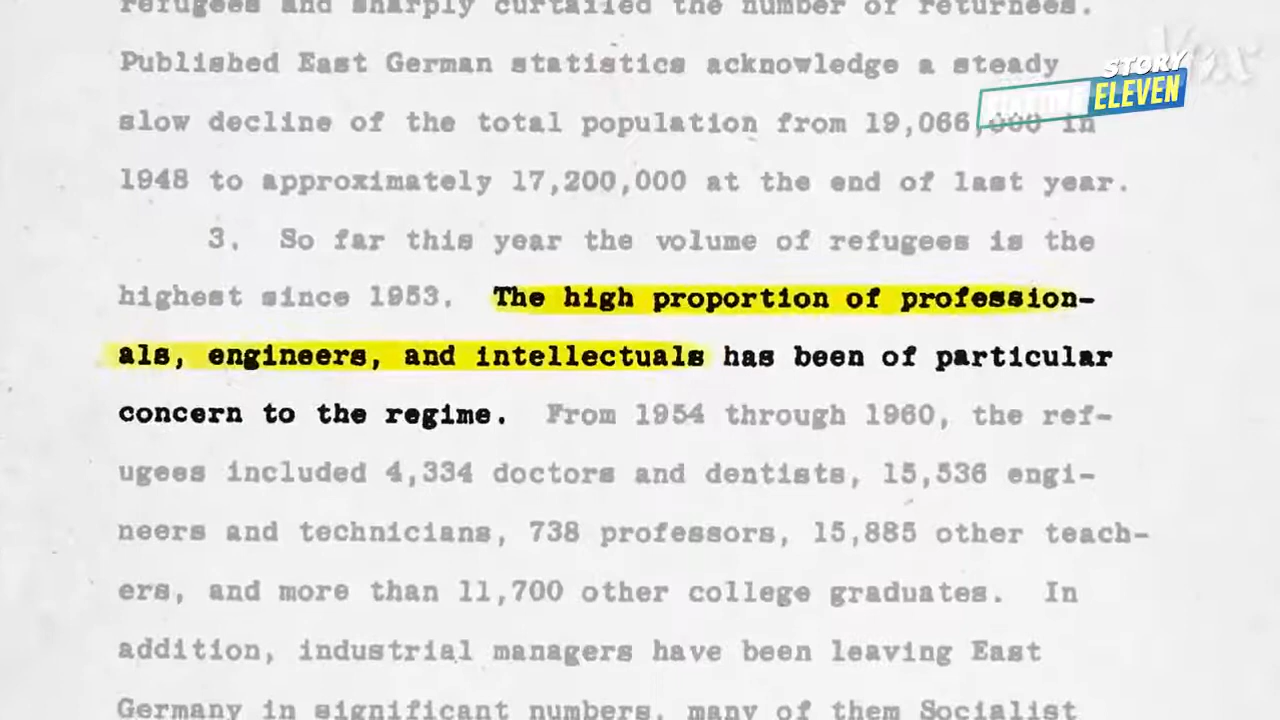 refugees and sharply curtailed the number of returnees.
Published East German statistics acknowledge a steady
slow decline of the total population from 19,066,000 in
1948 to approximately 17,200,000 at the end of last year.
3. So far this year the volume of refugees is the
highest since 1953. The high proportion of profession-
als, engineers, and intellectuals has been of particular
concern to the regime. From 1954 through 1960, the ref-
ugees included 4,334 doctors and dentists, 15,536 engi-
neers and technicians, 738 professors, 15,885 other teach-
ers, and more than 11,700 other college graduates. In
addition, industrial managers have been leaving East
Germany in significant numbers, many of them Socialist
Vox
STORY
ELEVEN